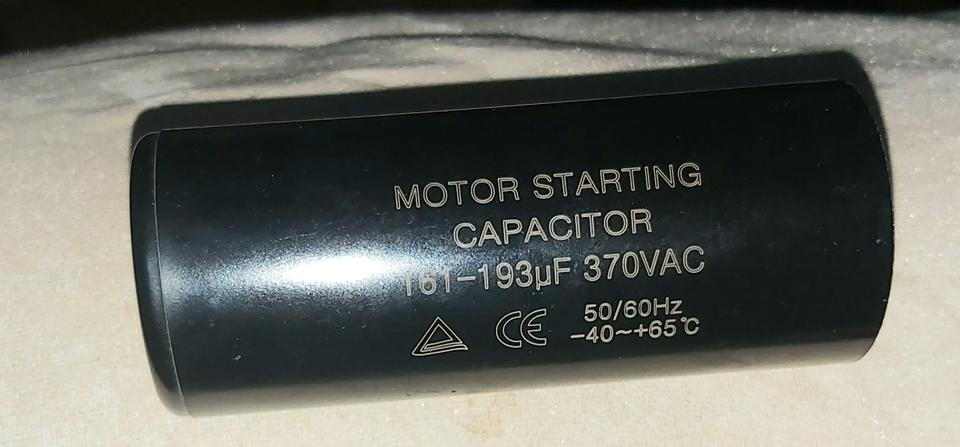 MOTOR STARTING
CAPACITOR
161-193µF 370VAC
CE
50/60Hz
-40~+65℃